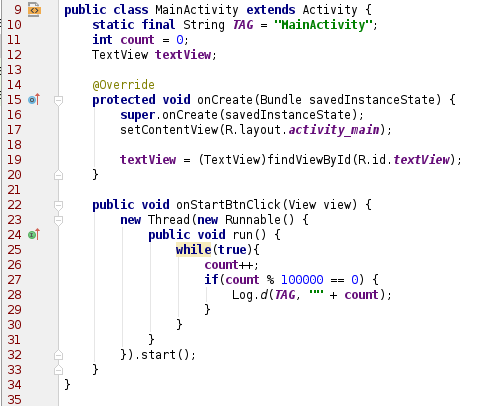 9 public class MainActivity extends Activity {
10 static final String TAG = "MainActivity";
11 int count = 0;
12 TextView textView;
13
14 @Override
15 protected void onCreate(Bundle savedInstanceState) {
16 super.onCreate(savedInstanceState);
17 setContentView(R.layout.activity_main);
18
19 textView = (TextView)findViewById(R.id.textView);
20 }
21
22 public void onStartBtnClick(View view) {
23 new Thread(new Runnable() {
24 public void run() {
25 while(true){
26 count++;
27 if(count % 100000 == 0) {
28 Log.d(TAG, "" + count);
29 }
30 }
31 }
32 }).start();
33 }
34 }
35